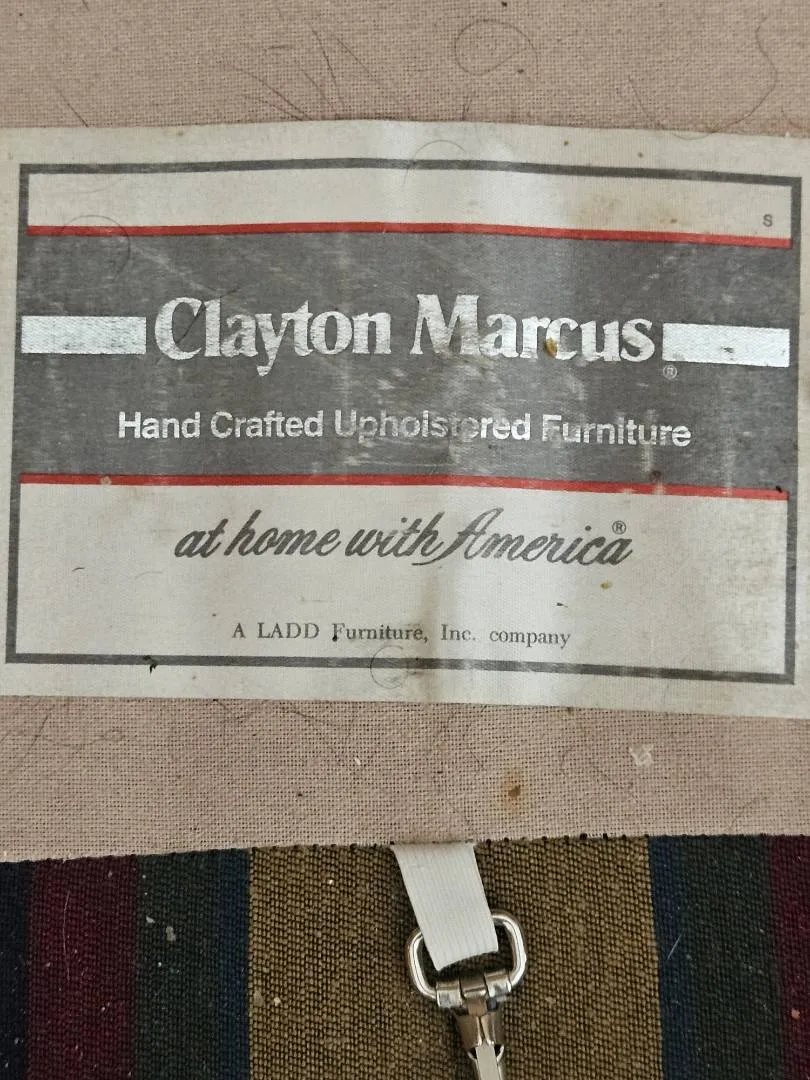 S
Clayton Marcus®
Hand Crafted Upholstered Furniture
at home with America®
A LADD Furniture, Inc. company